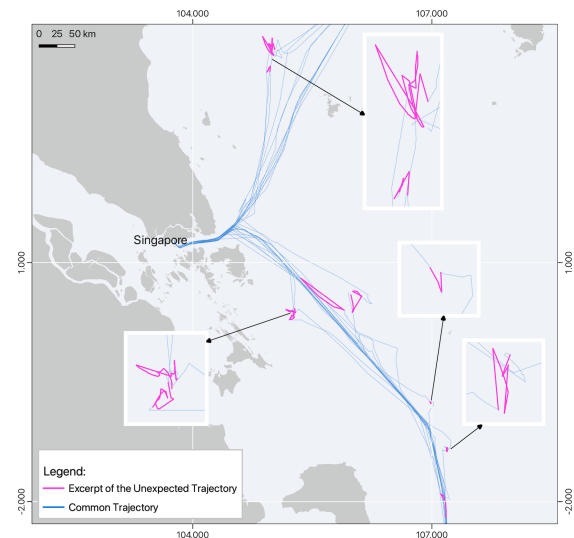 104.000 107.000
0 25 50 km
Singapore
1.000 1.000
-2.000 -2.000
Legend:
Excerpt of the Unexpected Trajectory
Common Trajectory
104.000 107.000